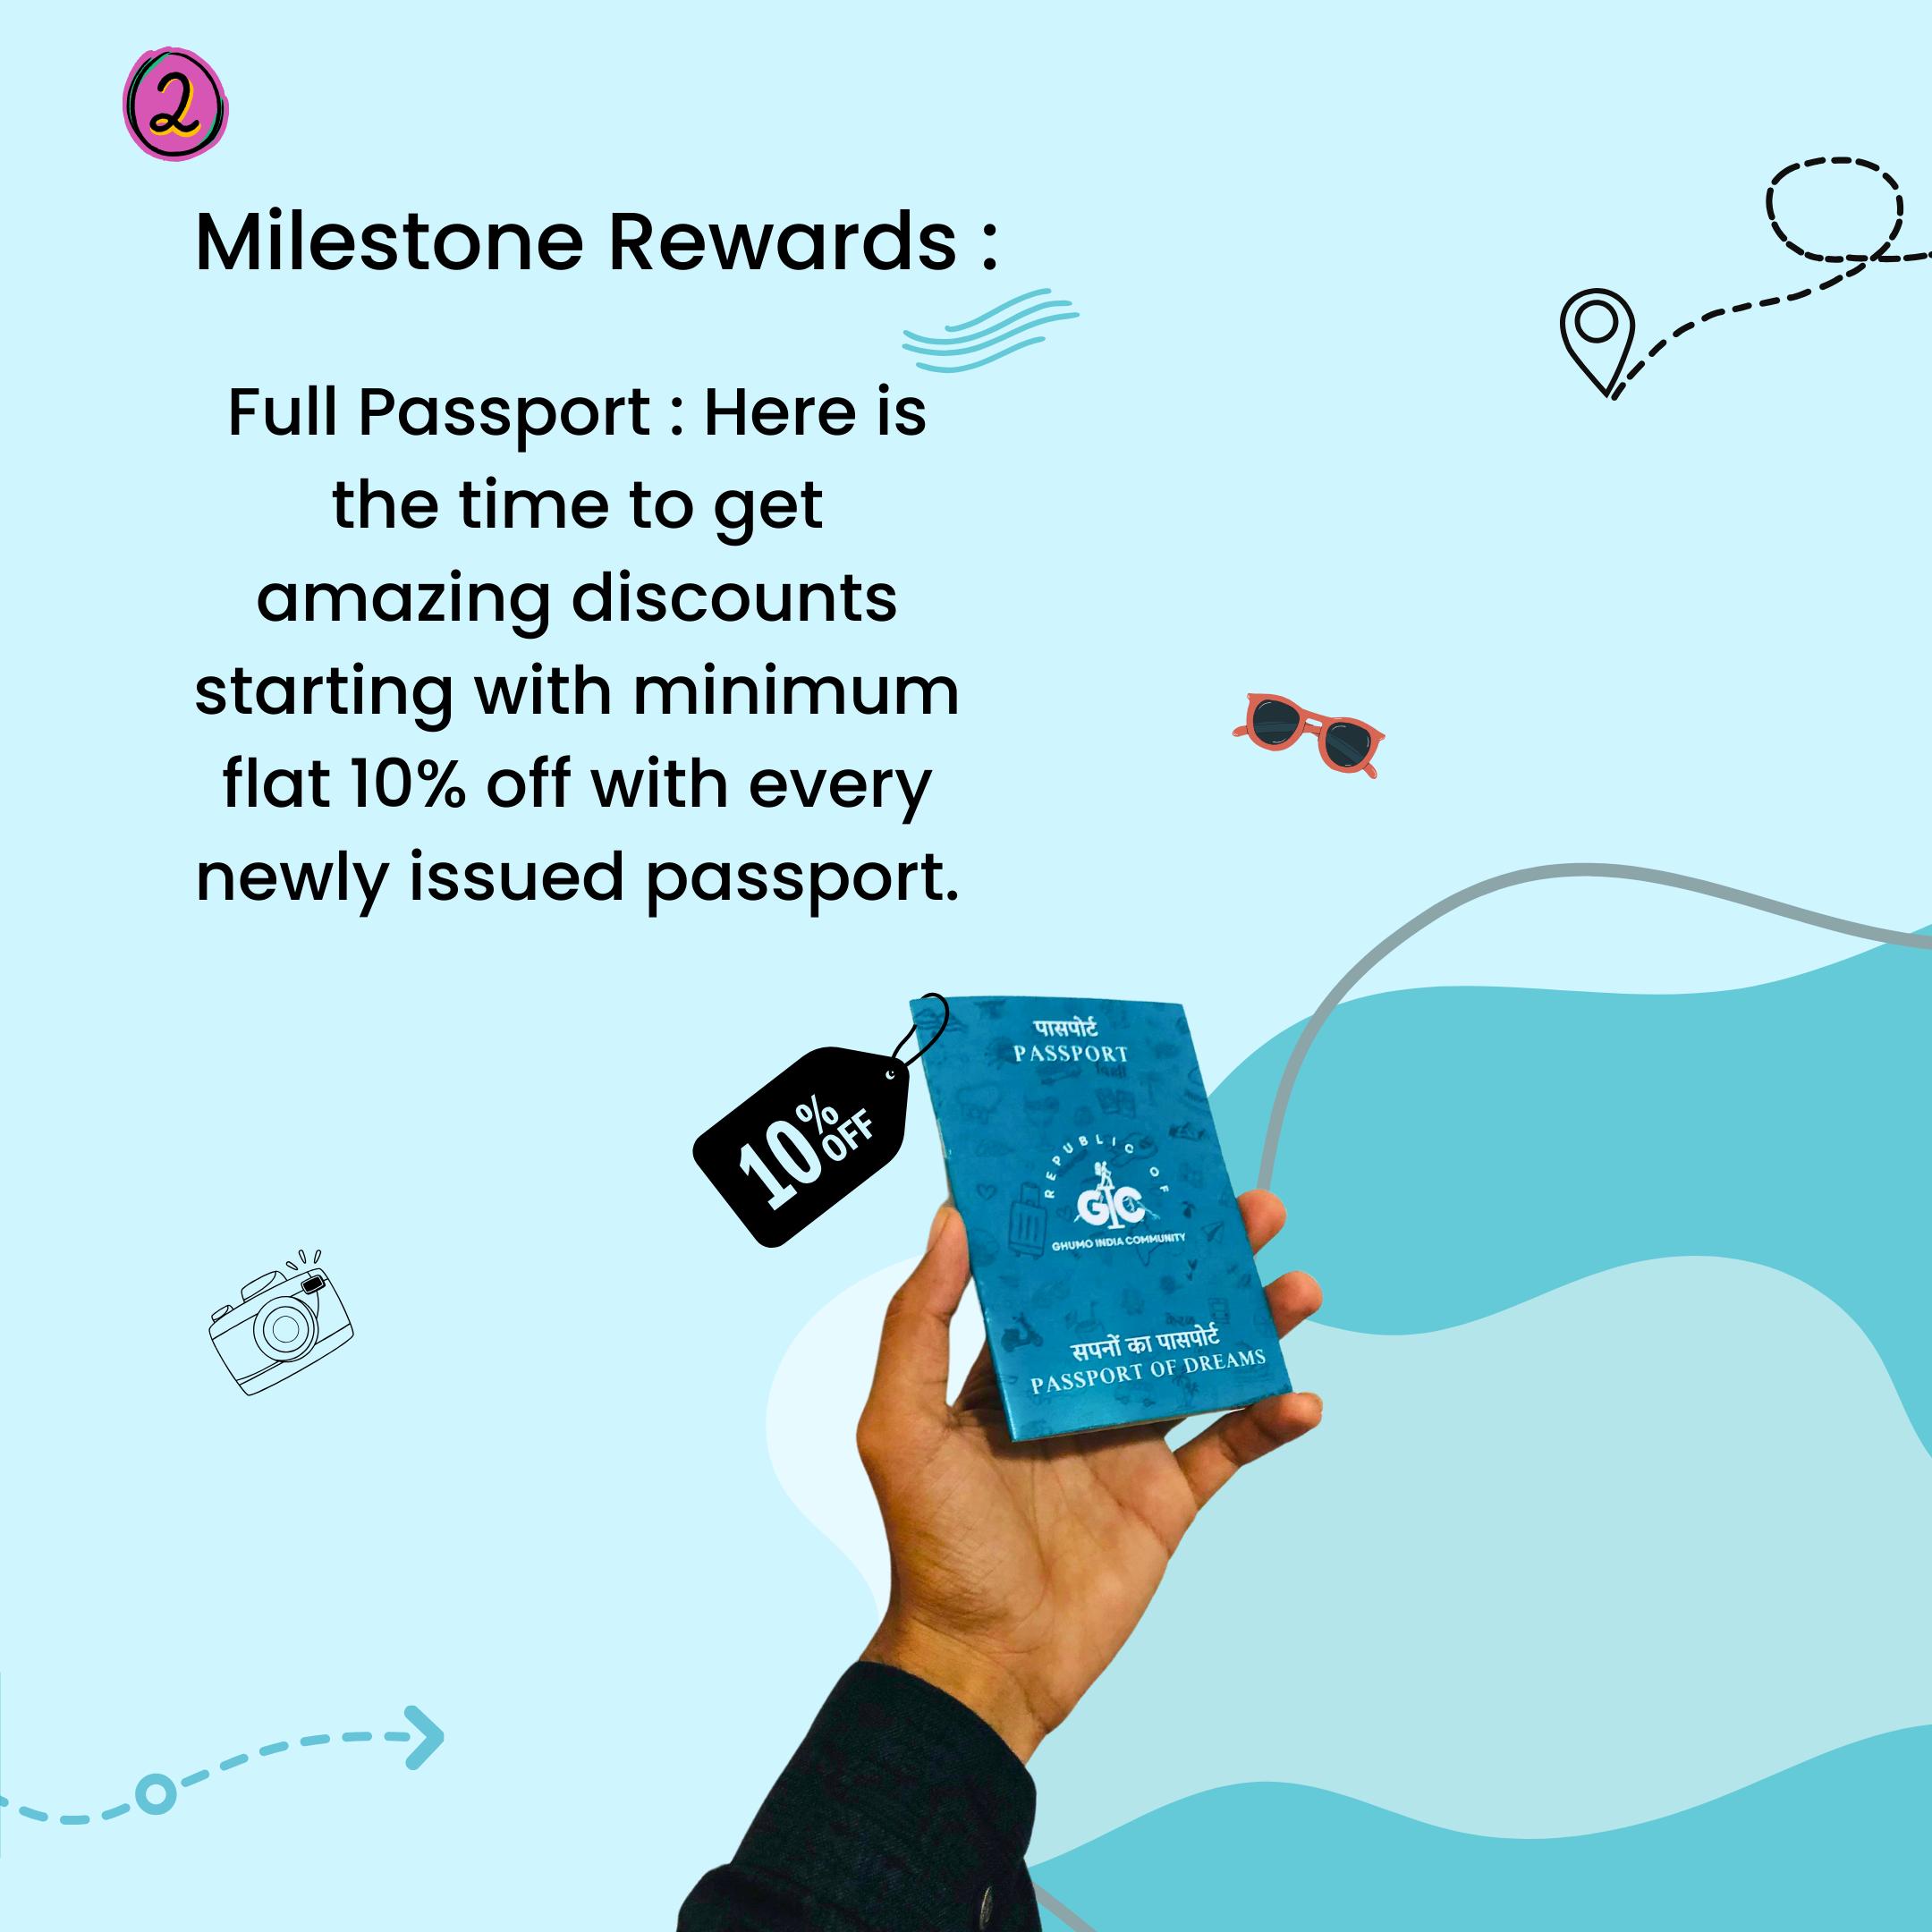 2
Milestone Rewards :
Full Passport : Here is
the time to get
amazing discounts
starting with minimum
flat 10% off with every
newly issued passport.
10% OFF
पासपोर्ट
PASSPORT
REPUBLIC OF
GIC
GHUMO INDIA COMMUNITY
सपनों का पासपोर्ट
PASSPORT OF DREAMS